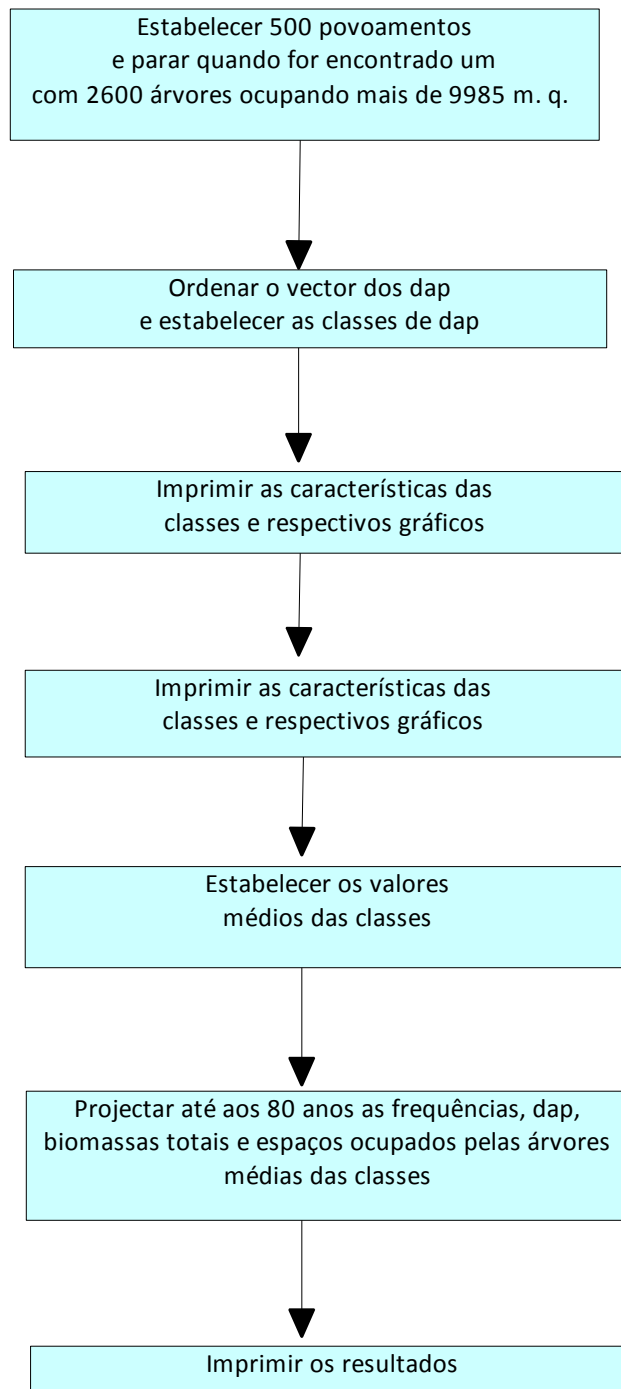 Estabelecer 500 povoamentos
e parar quando for encontrado um
com 2600 árvores ocupando mais de 9985 m. q.
Ordenar o vector dos dap
e estabelecer as classes de dap
Imprimir as características das
classes e respectivos gráficos
Imprimir as características das
classes e respectivos gráficos
Estabelecer os valores
médios das classes
Projectar até aos 80 anos as frequências, dap,
biomassas totais e espaços ocupados pelas árvores
médias das classes
Imprimir os resultados